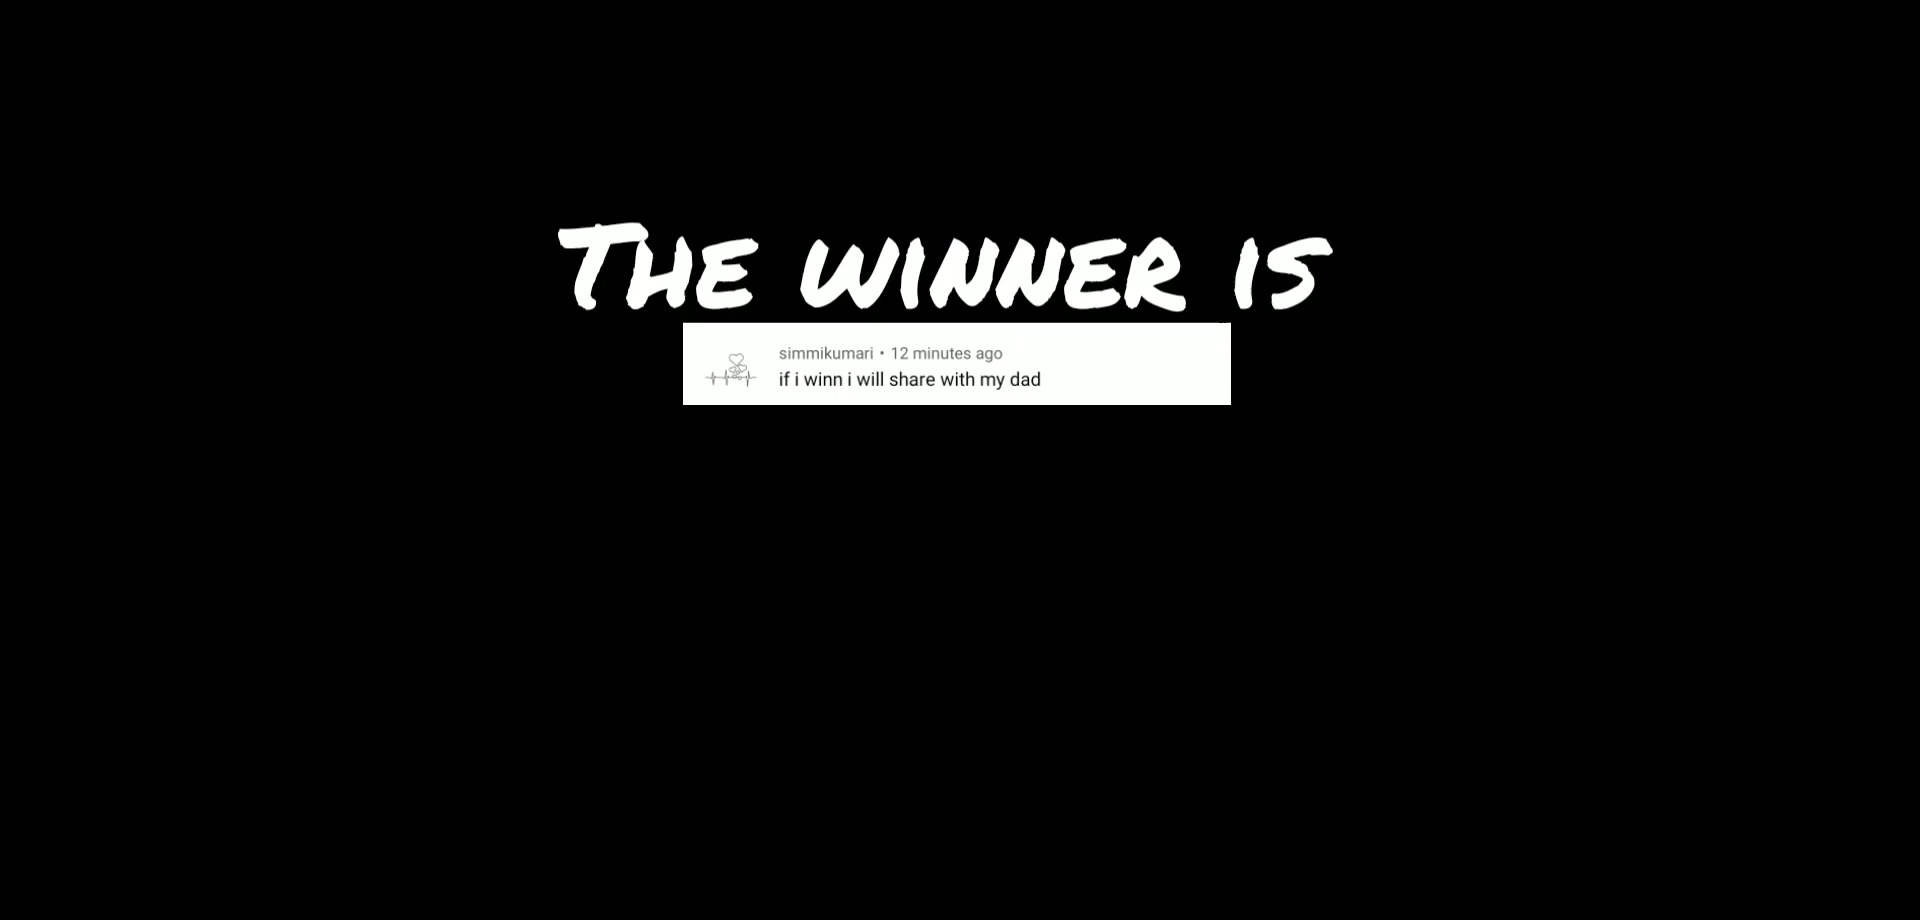 The winner is
simmikumari • 12 minutes ago
if i winn i will share with my dad